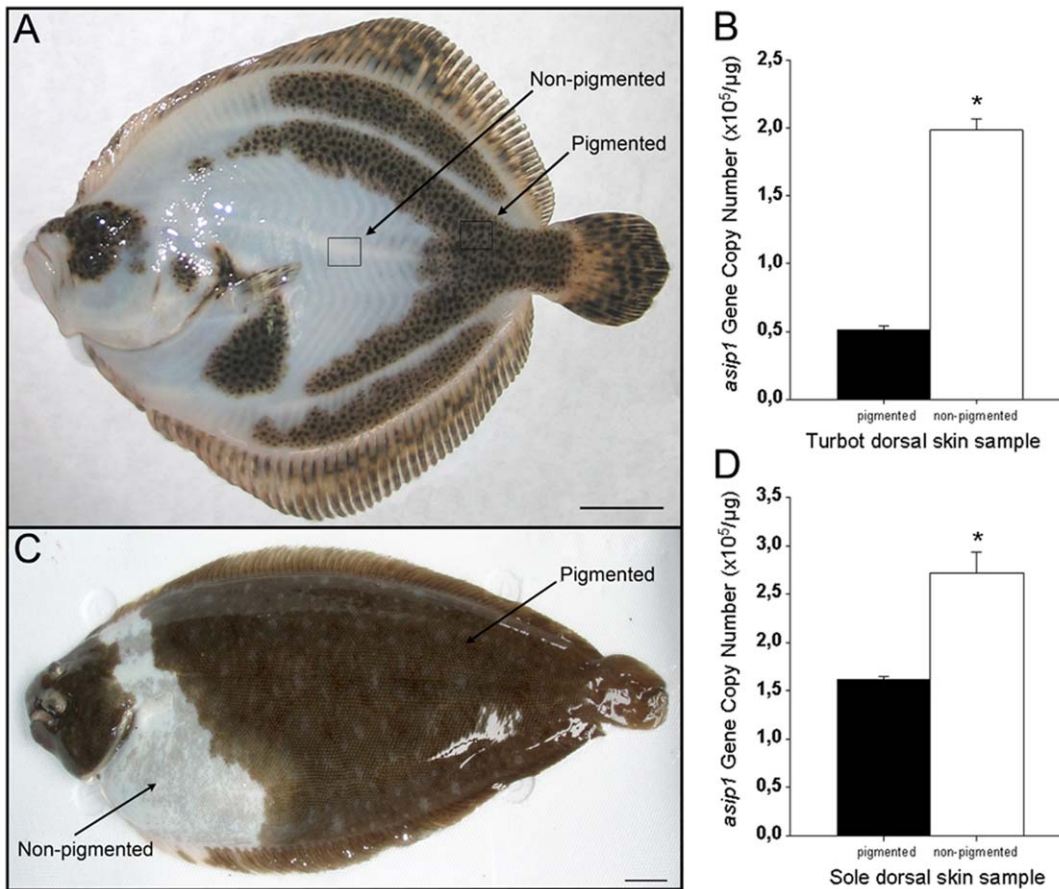 A
Non-pigmented
Pigmented
B
asip1 Gene Copy Number (x10⁵/µg)
2,5
2,0
1,5
1,0
0,5
0,0
*
pigmented
non-pigmented
Turbot dorsal skin sample
C
Pigmented
Non-pigmented
D
asip1 Gene Copy Number (x10⁵/µg)
3,5
3,0
2,5
2,0
1,5
1,0
0,5
0,0
*
pigmented
non-pigmented
Sole dorsal skin sample